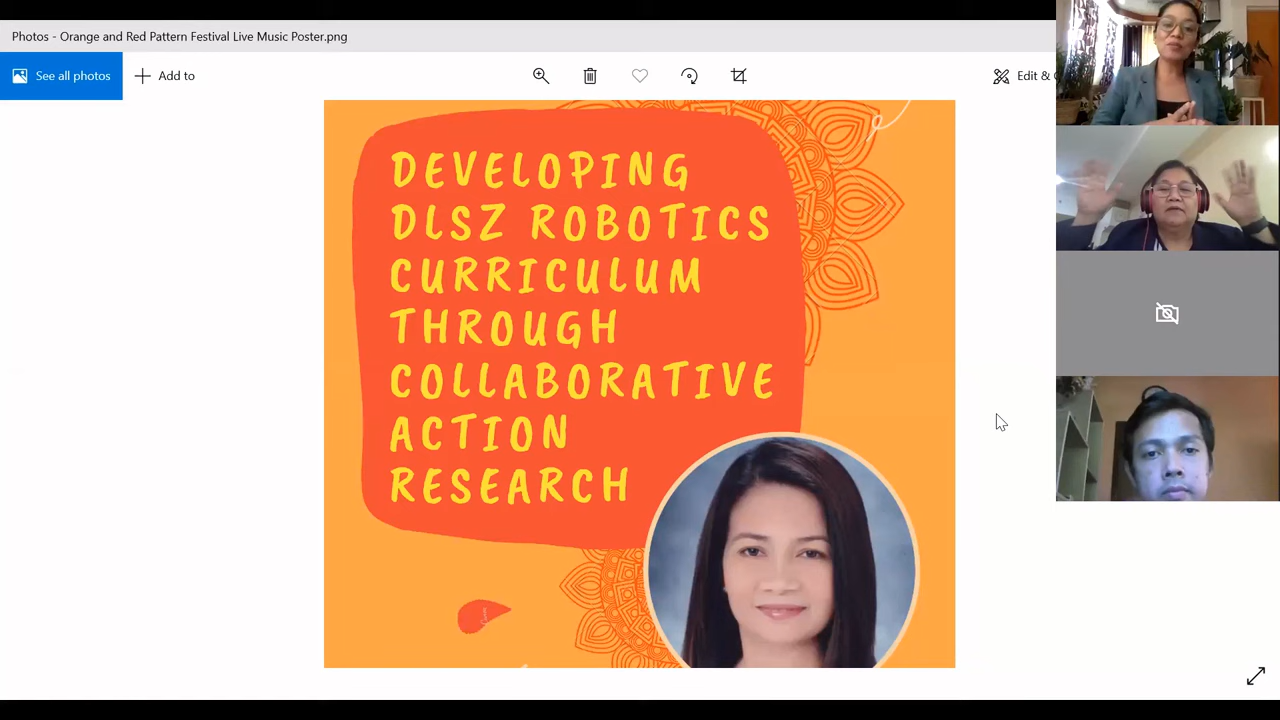 Photos - Orange and Red Pattern Festival Live Music Poster.png
See all photos
Add to
Edit &
DEVELOPING
DLSZ ROBOTICS
CURRICULUM
THROUGH
COLLABORATIVE
ACTION
RESEARCH